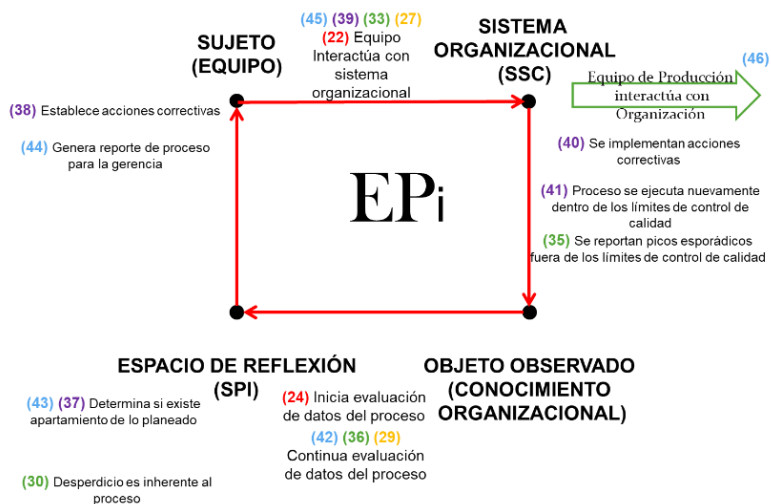 (45) (39) (33) (27)
(22) Equipo
Interactúa con
sistema
organizacional
SUJETO
(EQUIPO)
SISTEMA
ORGANIZACIONAL
(SSC)
(46)
Equipo de Producción
interactúa con
Organización
(38) Establece acciones correctivas
(44) Genera reporte de proceso
para la gerencia
EPi
(40) Se implementan acciones
correctivas
(41) Proceso se ejecuta nuevamente
dentro de los límites de control de
calidad
(35) Se reportan picos esporádicos
fuera de los límites de control de calidad
ESPACIO DE REFLEXIÓN
(SPI)
OBJETO OBSERVADO
(CONOCIMIENTO
ORGANIZACIONAL)
(43) (37) Determina si existe
apartamiento de lo planeado
(24) Inicia evaluación
de datos del proceso
(42) (36) (29)
Continua evaluación
de datos del proceso
(30) Desperdicio es inherente al
proceso